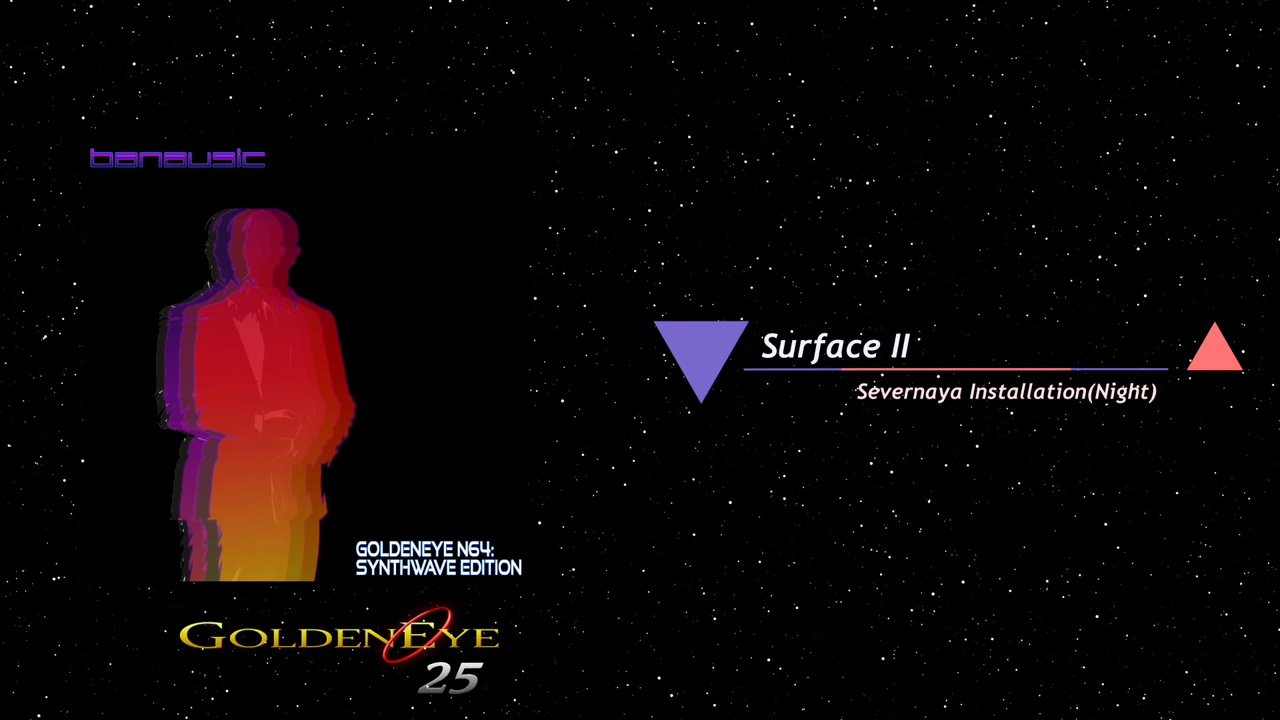 banausic
Surface II
Severnaya Installation(Night)
GOLDENEYE N64:
SYNTHWAVE EDITION
GOLDENEYE
25